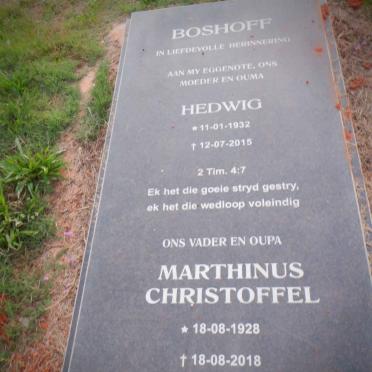 BOSHOFF
IN LIEFDEVOLLE HERINNERING
AAN MY EGGENOTE, ONS
MOEDER EN OUMA
HEDWIG
* 11-01-1932
† 12-07-2015
2 Tim. 4:7
Ek het die goeie stryd gestry,
ek het die wedloop voleindig
ONS VADER EN OUPA
MARTHINUS
CHRISTOFFEL
* 18-08-1928
† 18-08-2018